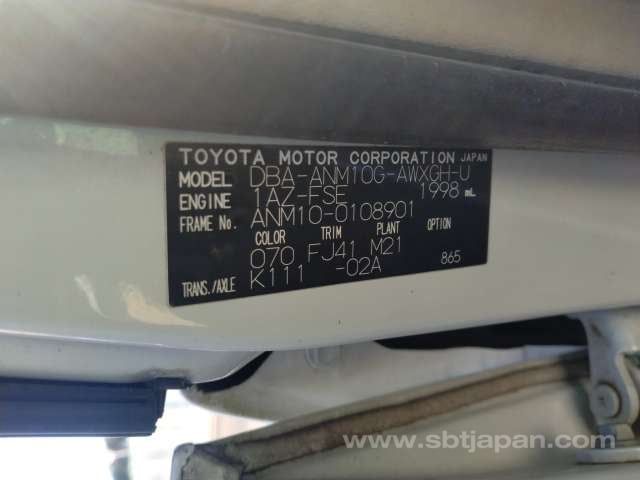 TOYOTA MOTOR CORPORATION JAPAN
MODEL DBA-ANM10G-AWXGH-U
ENGINE 1AZ-FSE 1998 mL
FRAME No. ANM10-0108901
COLOR TRIM PLANT OPTION
070 FJ41 M21
TRANS./AXLE K111 -02A 865
www.sbtjapan.com